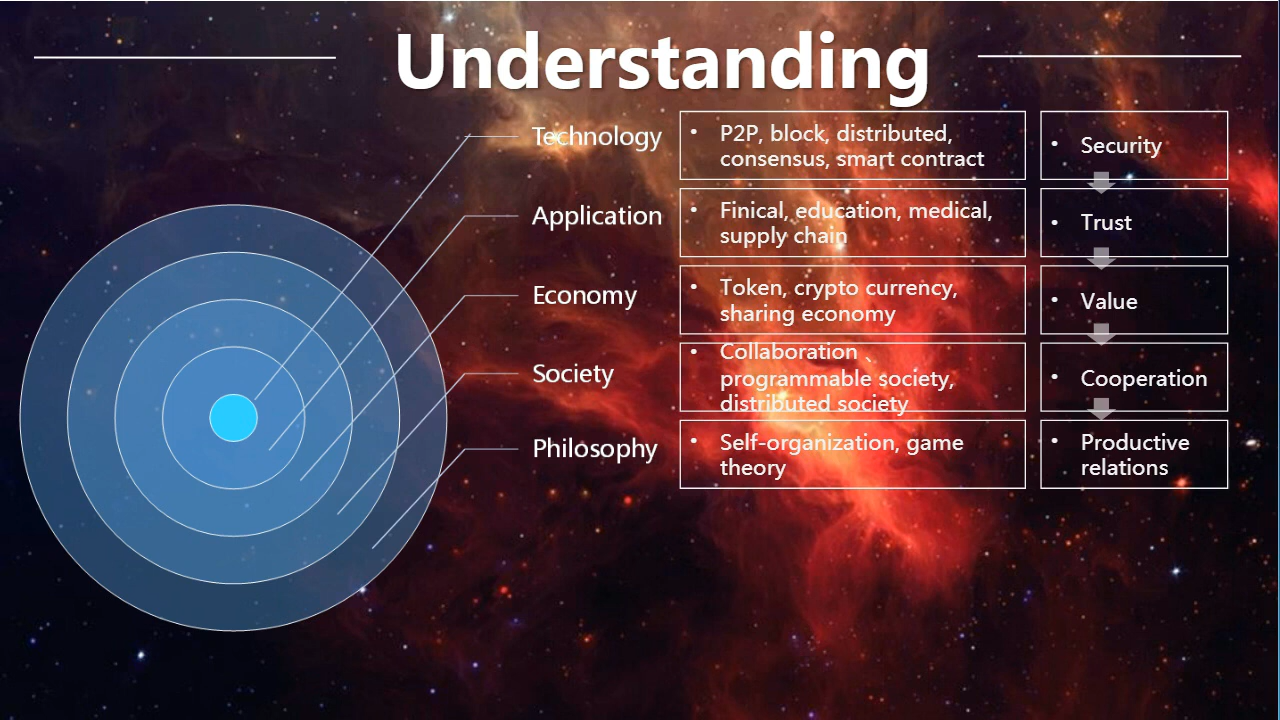 Understanding
Technology
• P2P, block, distributed,
consensus, smart contract
• Security
Application
• Finical, education, medical,
supply chain
• Trust
Economy
• Token, crypto currency,
sharing economy
• Value
Society
• Collaboration 、
programmable society,
distributed society
• Cooperation
Philosophy
• Self-organization, game
theory
• Productive
relations